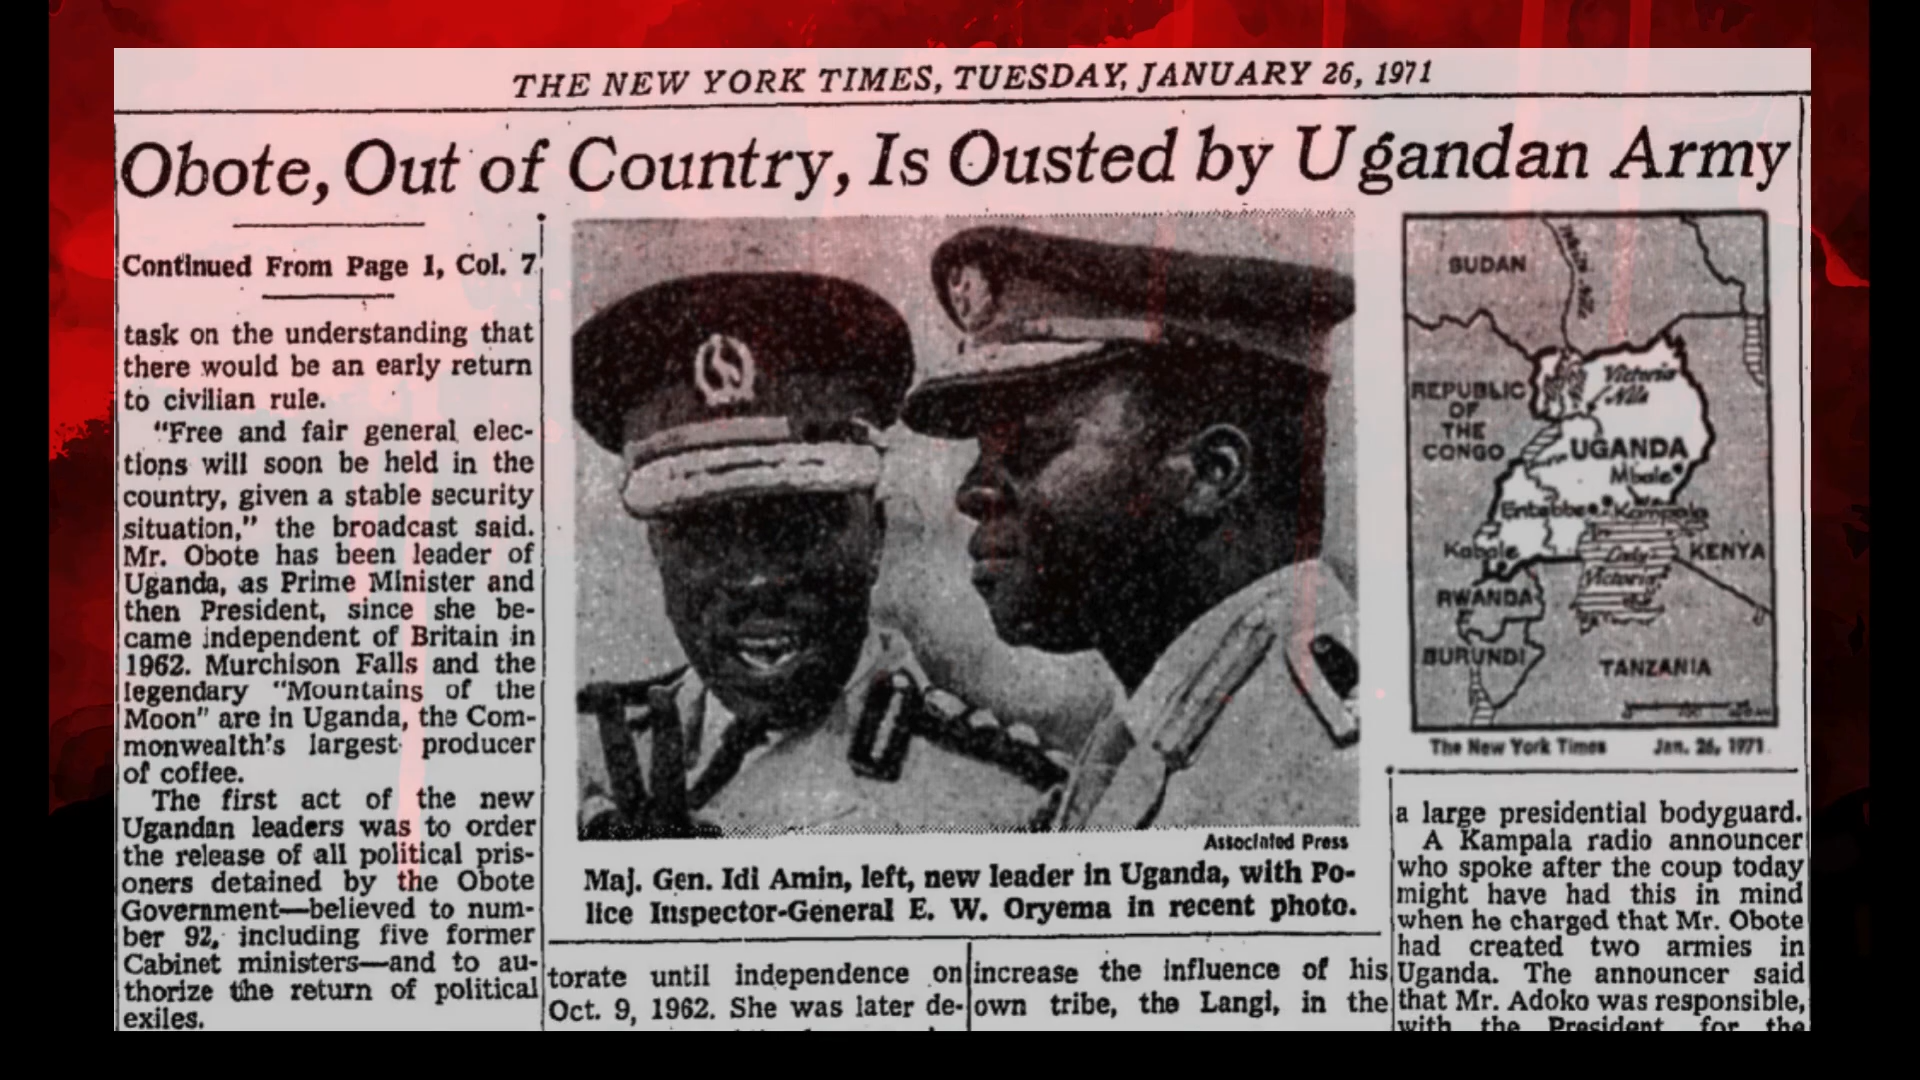 THE NEW YORK TIMES, TUESDAY, JANUARY 26, 1971
Obote, Out of Country, Is Ousted by Ugandan Army
Continued From Page 1, Col. 7
task on the understanding that
there would be an early return
to civilian rule.
"Free and fair general elec-
tions will soon be held in the
country, given a stable security
situation," the broadcast said.
Mr. Obote has been leader of
Uganda, as Prime Minister and
then President, since she be-
came independent of Britain in
1962. Murchison Falls and the
legendary "Mountains of the
Moon" are in Uganda, the Com-
monwealth's largest producer
of coffee.
The first act of the new
Ugandan leaders was to order
the release of all political pris-
oners detained by the Obote
Government—believed to num-
ber 92, including five former
Cabinet ministers—and to au-
thorize the return of political
exiles.
Associated Press
Maj. Gen. Idi Amin, left, new leader in Uganda, with Po-
lice Inspector-General E. W. Oryema in recent photo.
torate until independence on
Oct. 9, 1962. She was later de-
increase the influence of his
own tribe, the Langi, in the
SUDAN
REPUBLIC
OF
THE
CONGO
Victoria
Nile
UGANDA
Mbale
Entebbe
Kampala
Kabale
Lake
Victoria
KENYA
RWANDA
BURUNDI
TANZANIA
The New York Times Jan. 26, 1971
a large presidential bodyguard.
A Kampala radio announcer
who spoke after the coup today
might have had this in mind
when he charged that Mr. Obote
had created two armies in
Uganda. The announcer said
that Mr. Adoko was responsible,
with the President, for the